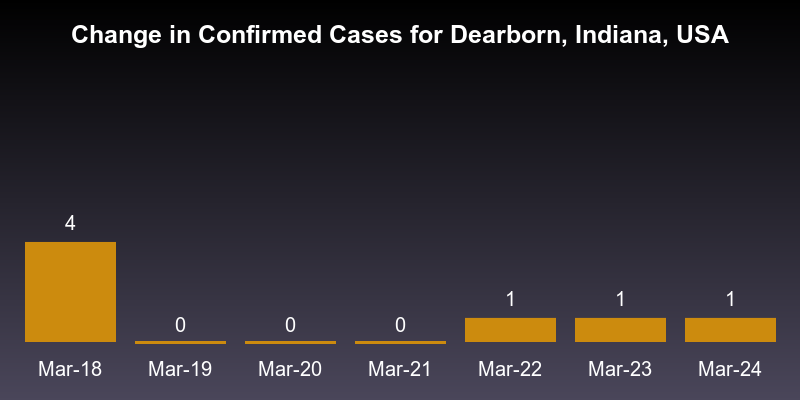 Change in Confirmed Cases for Dearborn, Indiana, USA
4
0
0
0
1
1
1
Mar-18
Mar-19
Mar-20
Mar-21
Mar-22
Mar-23
Mar-24